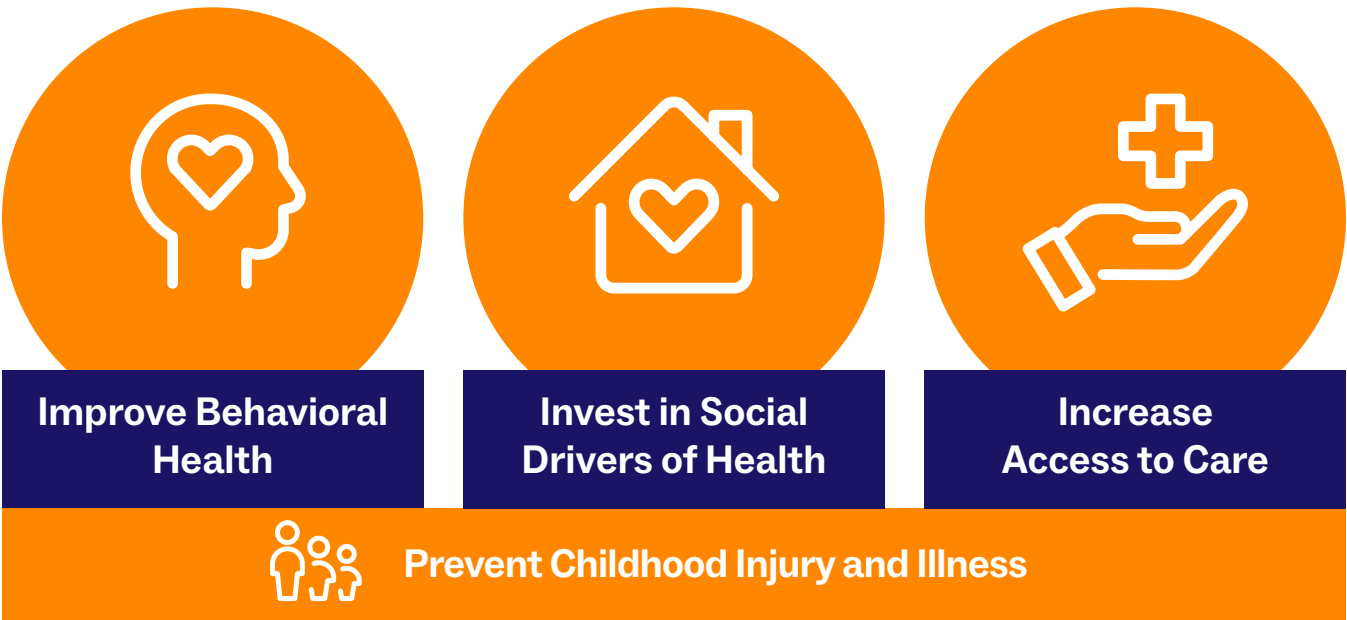 Improve Behavioral
Health
Invest in Social
Drivers of Health
Increase
Access to Care
Prevent Childhood Injury and Illness